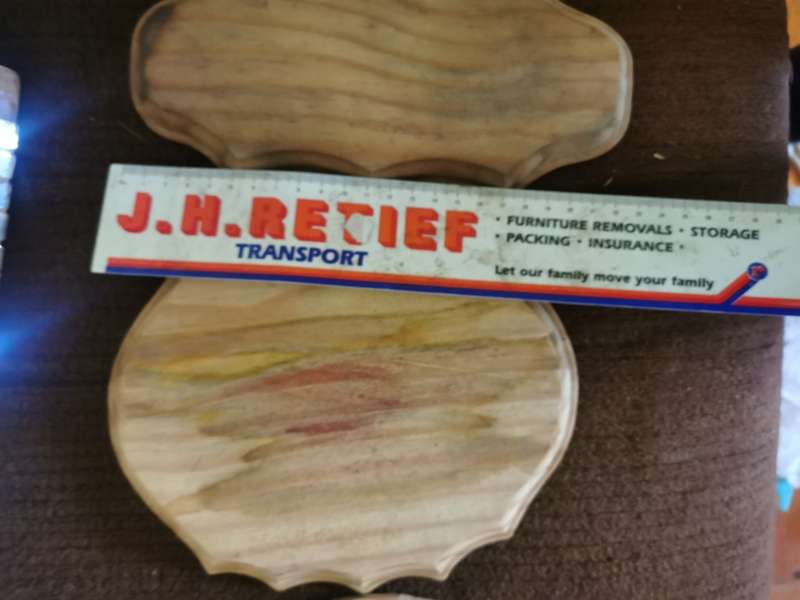 J.H.RETIEF
TRANSPORT
• FURNITURE REMOVALS • STORAGE
• PACKING • INSURANCE •
Let our family move your family